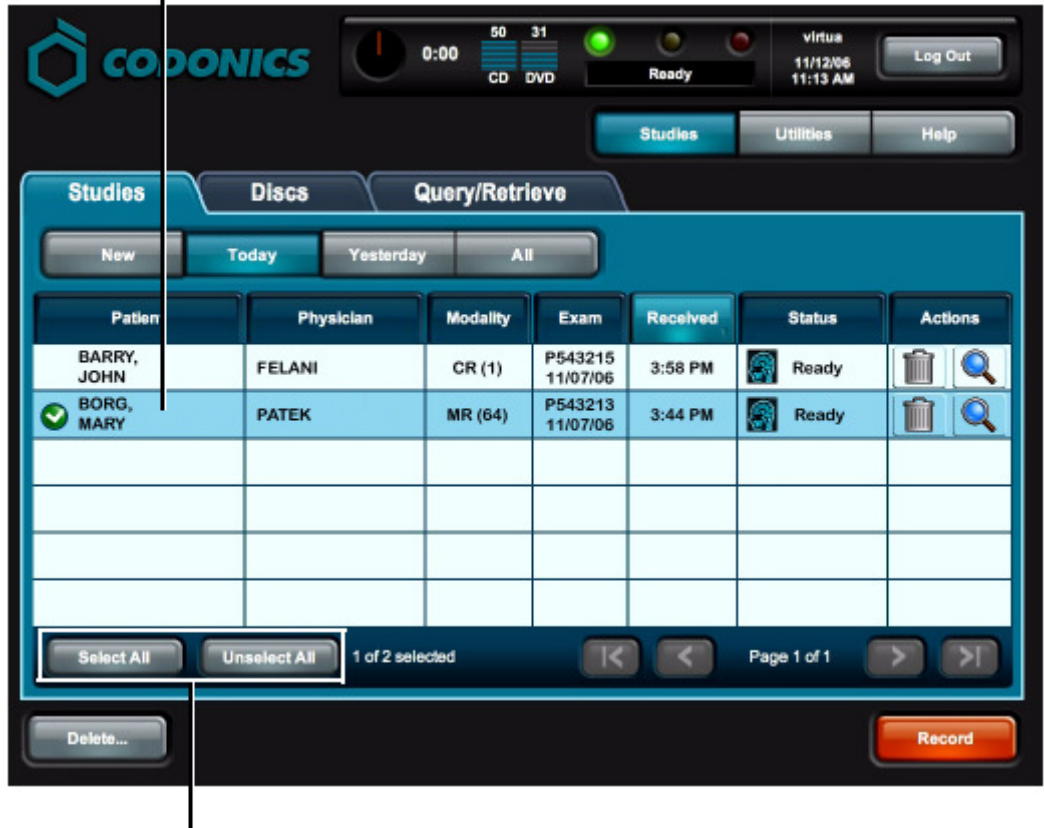 CODONICS
0:00
50 31
CD DVD
Ready
virtua
11/12/06
11:13 AM
Log Out
Studies Utilities Help
Studies Discs Query/Retrieve
New Today Yesterday All
Patient Physician Modality Exam Received Status Actions
BARRY,
JOHN
FELANI
CR (1)
P543215
11/07/06
3:58 PM
Ready
BORG,
MARY
PATEK
MR (64)
P543213
11/07/06
3:44 PM
Ready
Select All Unselect All 1 of 2 selected Page 1 of 1
Delete... Record